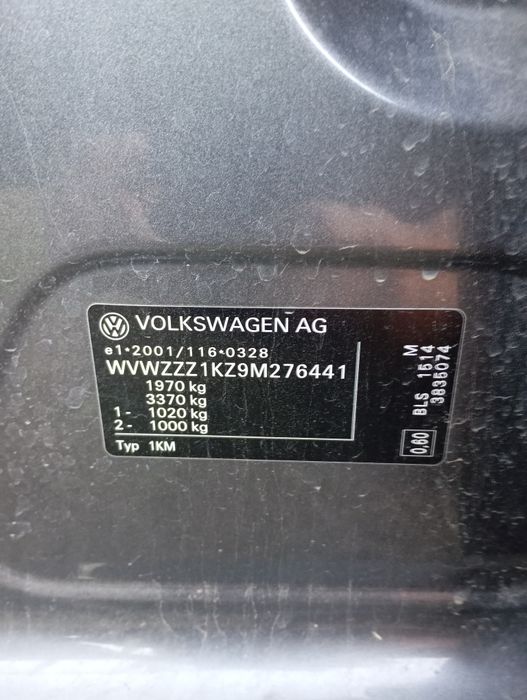 VOLKSWAGEN AG
e1*2001/116*0328
WVWZZZ1KZ9M276441
1970 kg
3370 kg
1- 1020 kg
2- 1000 kg
Typ 1KM
M
BLS 1514
3835074
0,60